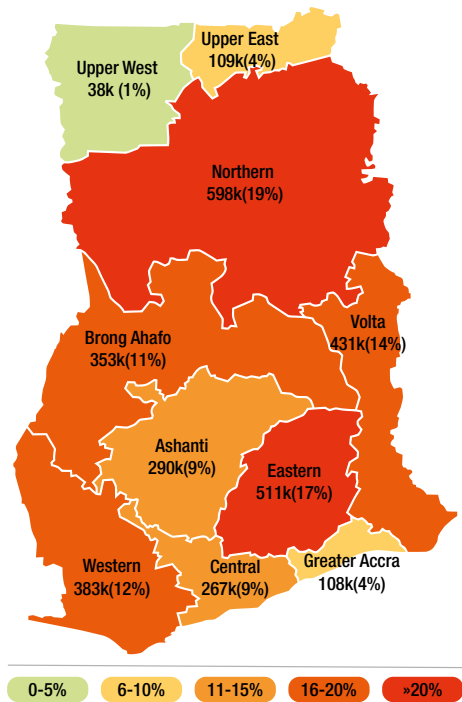 Upper East
109k(4%)
Upper West
38k (1%)
Northern
598k(19%)
Volta
431k(14%)
Brong Ahafo
353k(11%)
Ashanti
290k(9%)
Eastern
511k(17%)
Western
383k(12%)
Central
267k(9%)
Greater Accra
108k(4%)
0-5%
6-10%
11-15%
16-20%
»20%